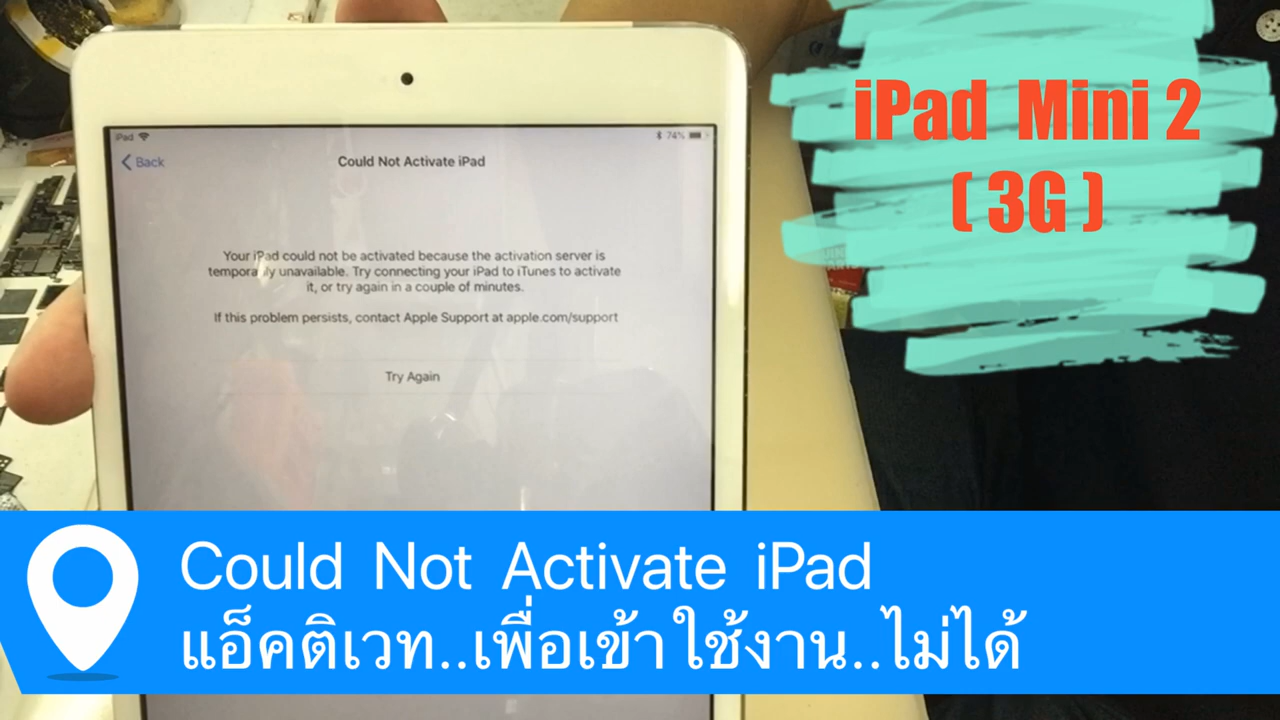 iPad Mini 2
( 3G )
iPad 74%
Back
Could Not Activate iPad
Your iPad could not be activated because the activation server is
temporarily unavailable. Try connecting your iPad to iTunes to activate
it, or try again in a couple of minutes.
If this problem persists, contact Apple Support at apple.com/support
Try Again
Could Not Activate iPad
แอ็คติเวท..เพื่อเข้าใช้งาน..ไม่ได้